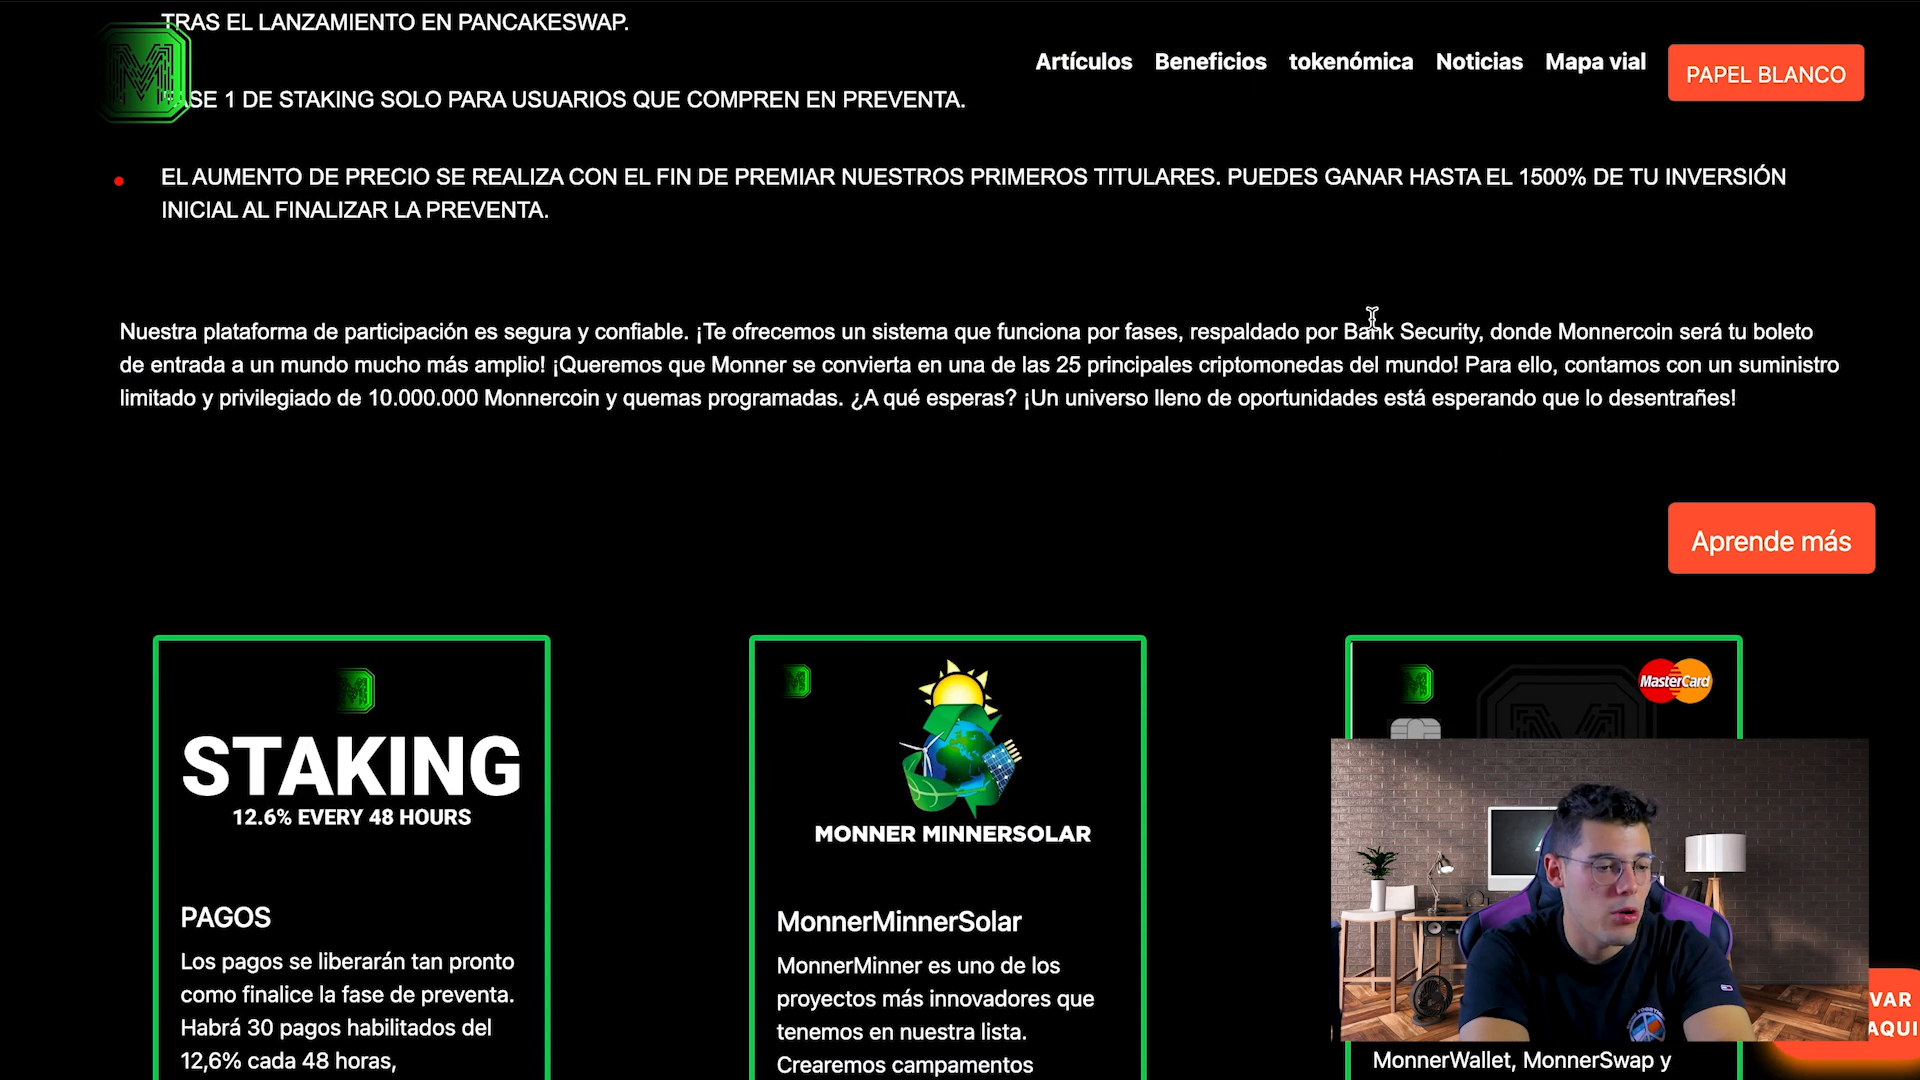 TRAS EL LANZAMIENTO EN PANCAKESWAP.
Artículos Beneficios tokenómica Noticias Mapa vial PAPEL BLANCO
SE 1 DE STAKING SOLO PARA USUARIOS QUE COMPREN EN PREVENTA.
EL AUMENTO DE PRECIO SE REALIZA CON EL FIN DE PREMIAR NUESTROS PRIMEROS TITULARES. PUEDES GANAR HASTA EL 1500% DE TU INVERSIÓN
INICIAL AL FINALIZAR LA PREVENTA.
Nuestra plataforma de participación es segura y confiable. ¡Te ofrecemos un sistema que funciona por fases, respaldado por Bank Security, donde Monnercoin será tu boleto
de entrada a un mundo mucho más amplio! ¡Queremos que Monner se convierta en una de las 25 principales criptomonedas del mundo! Para ello, contamos con un suministro
limitado y privilegiado de 10.000.000 Monnercoin y quemas programadas. ¿A qué esperas? ¡Un universo lleno de oportunidades está esperando que lo desentrañes!
Aprende más
STAKING
12.6% EVERY 48 HOURS
PAGOS
Los pagos se liberarán tan pronto
como finalice la fase de preventa.
Habrá 30 pagos habilitados del
12,6% cada 48 horas,
MONNER MINNERSOLAR
MonnerMinnerSolar
MonnerMinner es uno de los
proyectos más innovadores que
tenemos en nuestra lista.
Crearemos campamentos
MasterCard
MonnerWallet, MonnerSwap y
VAR
AQUI